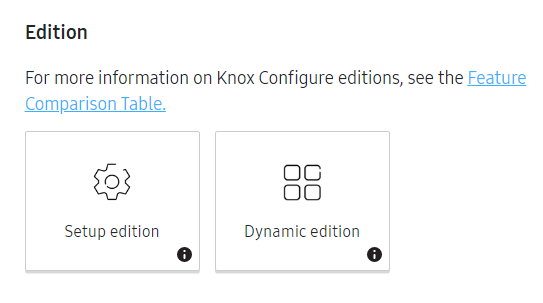 Edition
For more information on Knox Configure editions, see the Feature
Comparison Table.
Setup edition
Dynamic edition